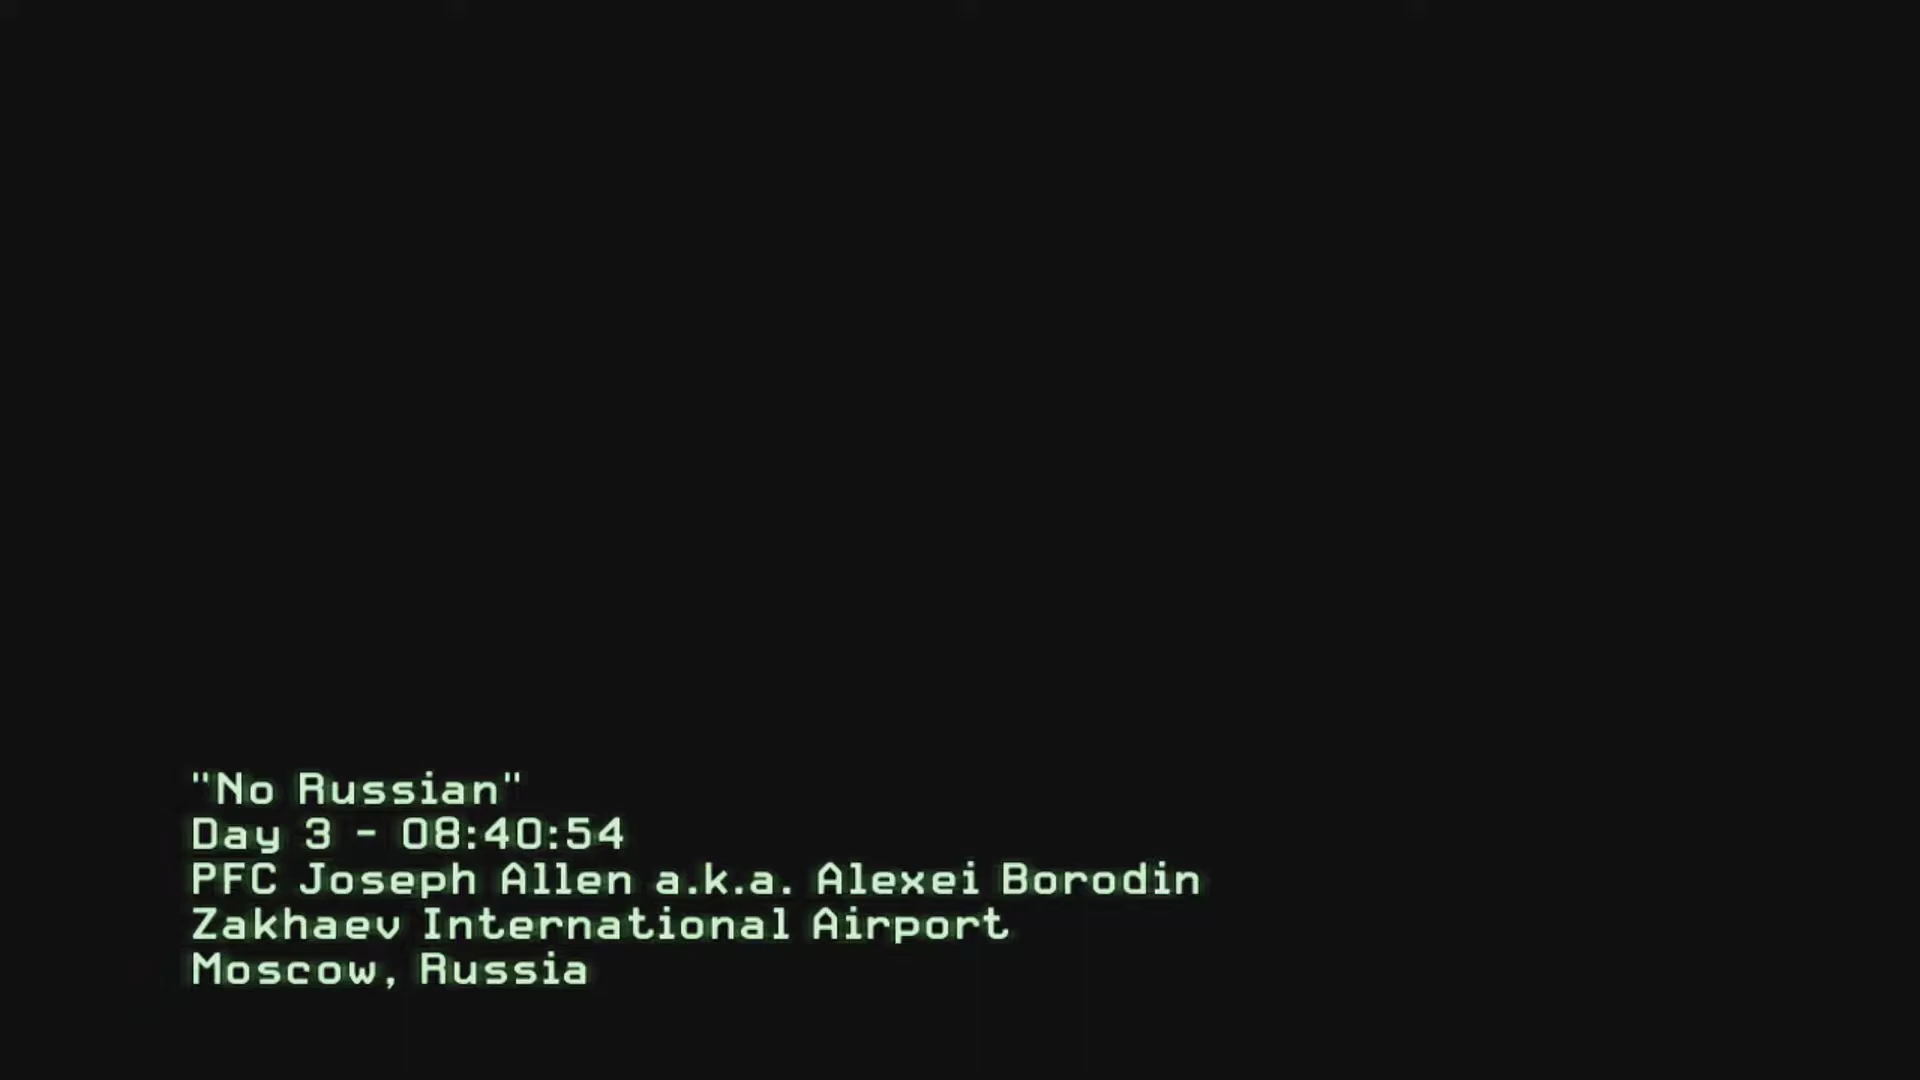 "No Russian"
Day 3 - 08:40:54
PFC Joseph Allen a.k.a. Alexei Borodin
Zakhaev International Airport
Moscow, Russia